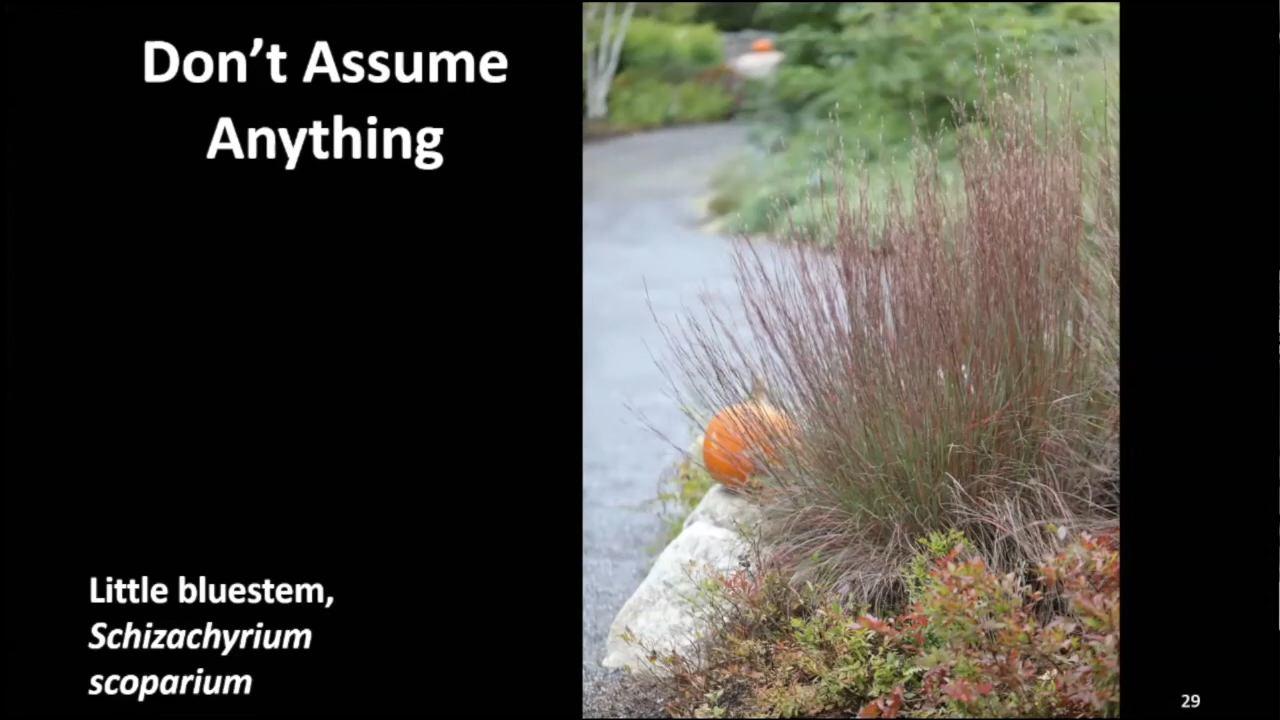 Don’t Assume
Anything
Little bluestem,
Schizachyrium
scoparium
29